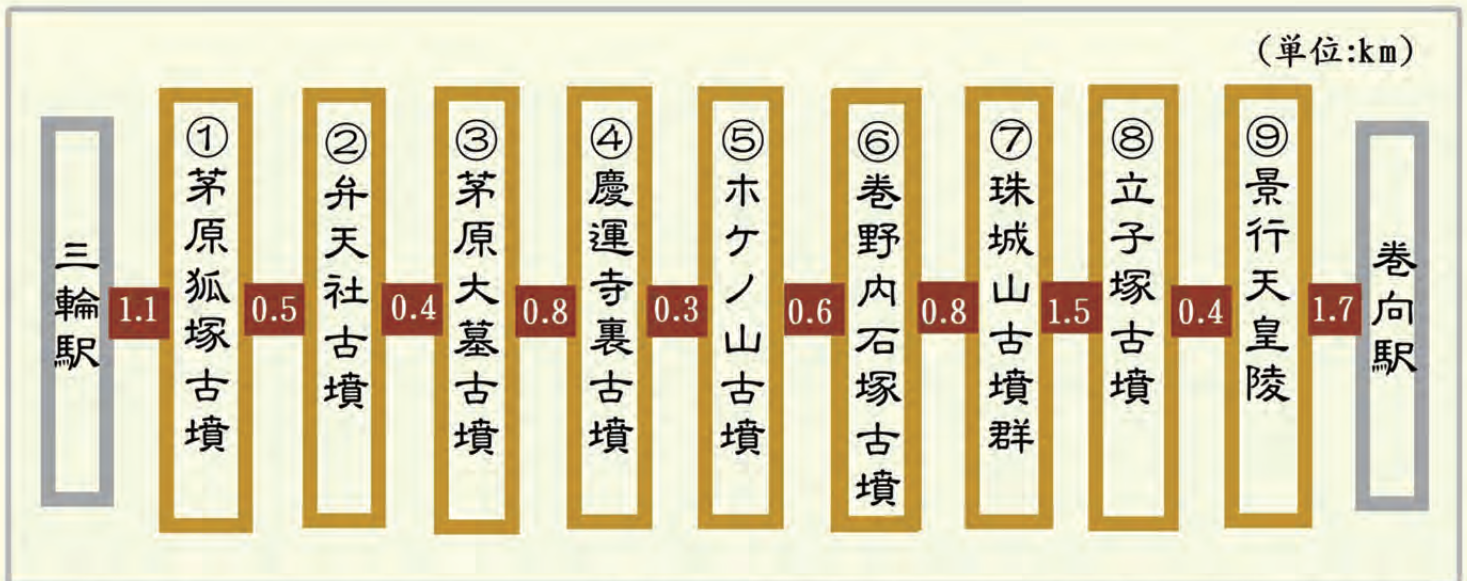 (単位:km)
三輪駅
1.1
①茅原狐塚古墳
0.5
②弁天社古墳
0.4
③茅原大墓古墳
0.8
④慶運寺裏古墳
0.3
⑤ホケノ山古墳
0.6
⑥巻野内石塚古墳
0.8
⑦珠城山古墳群
1.5
⑧立子塚古墳
0.4
⑨景行天皇陵
1.7
巻向駅